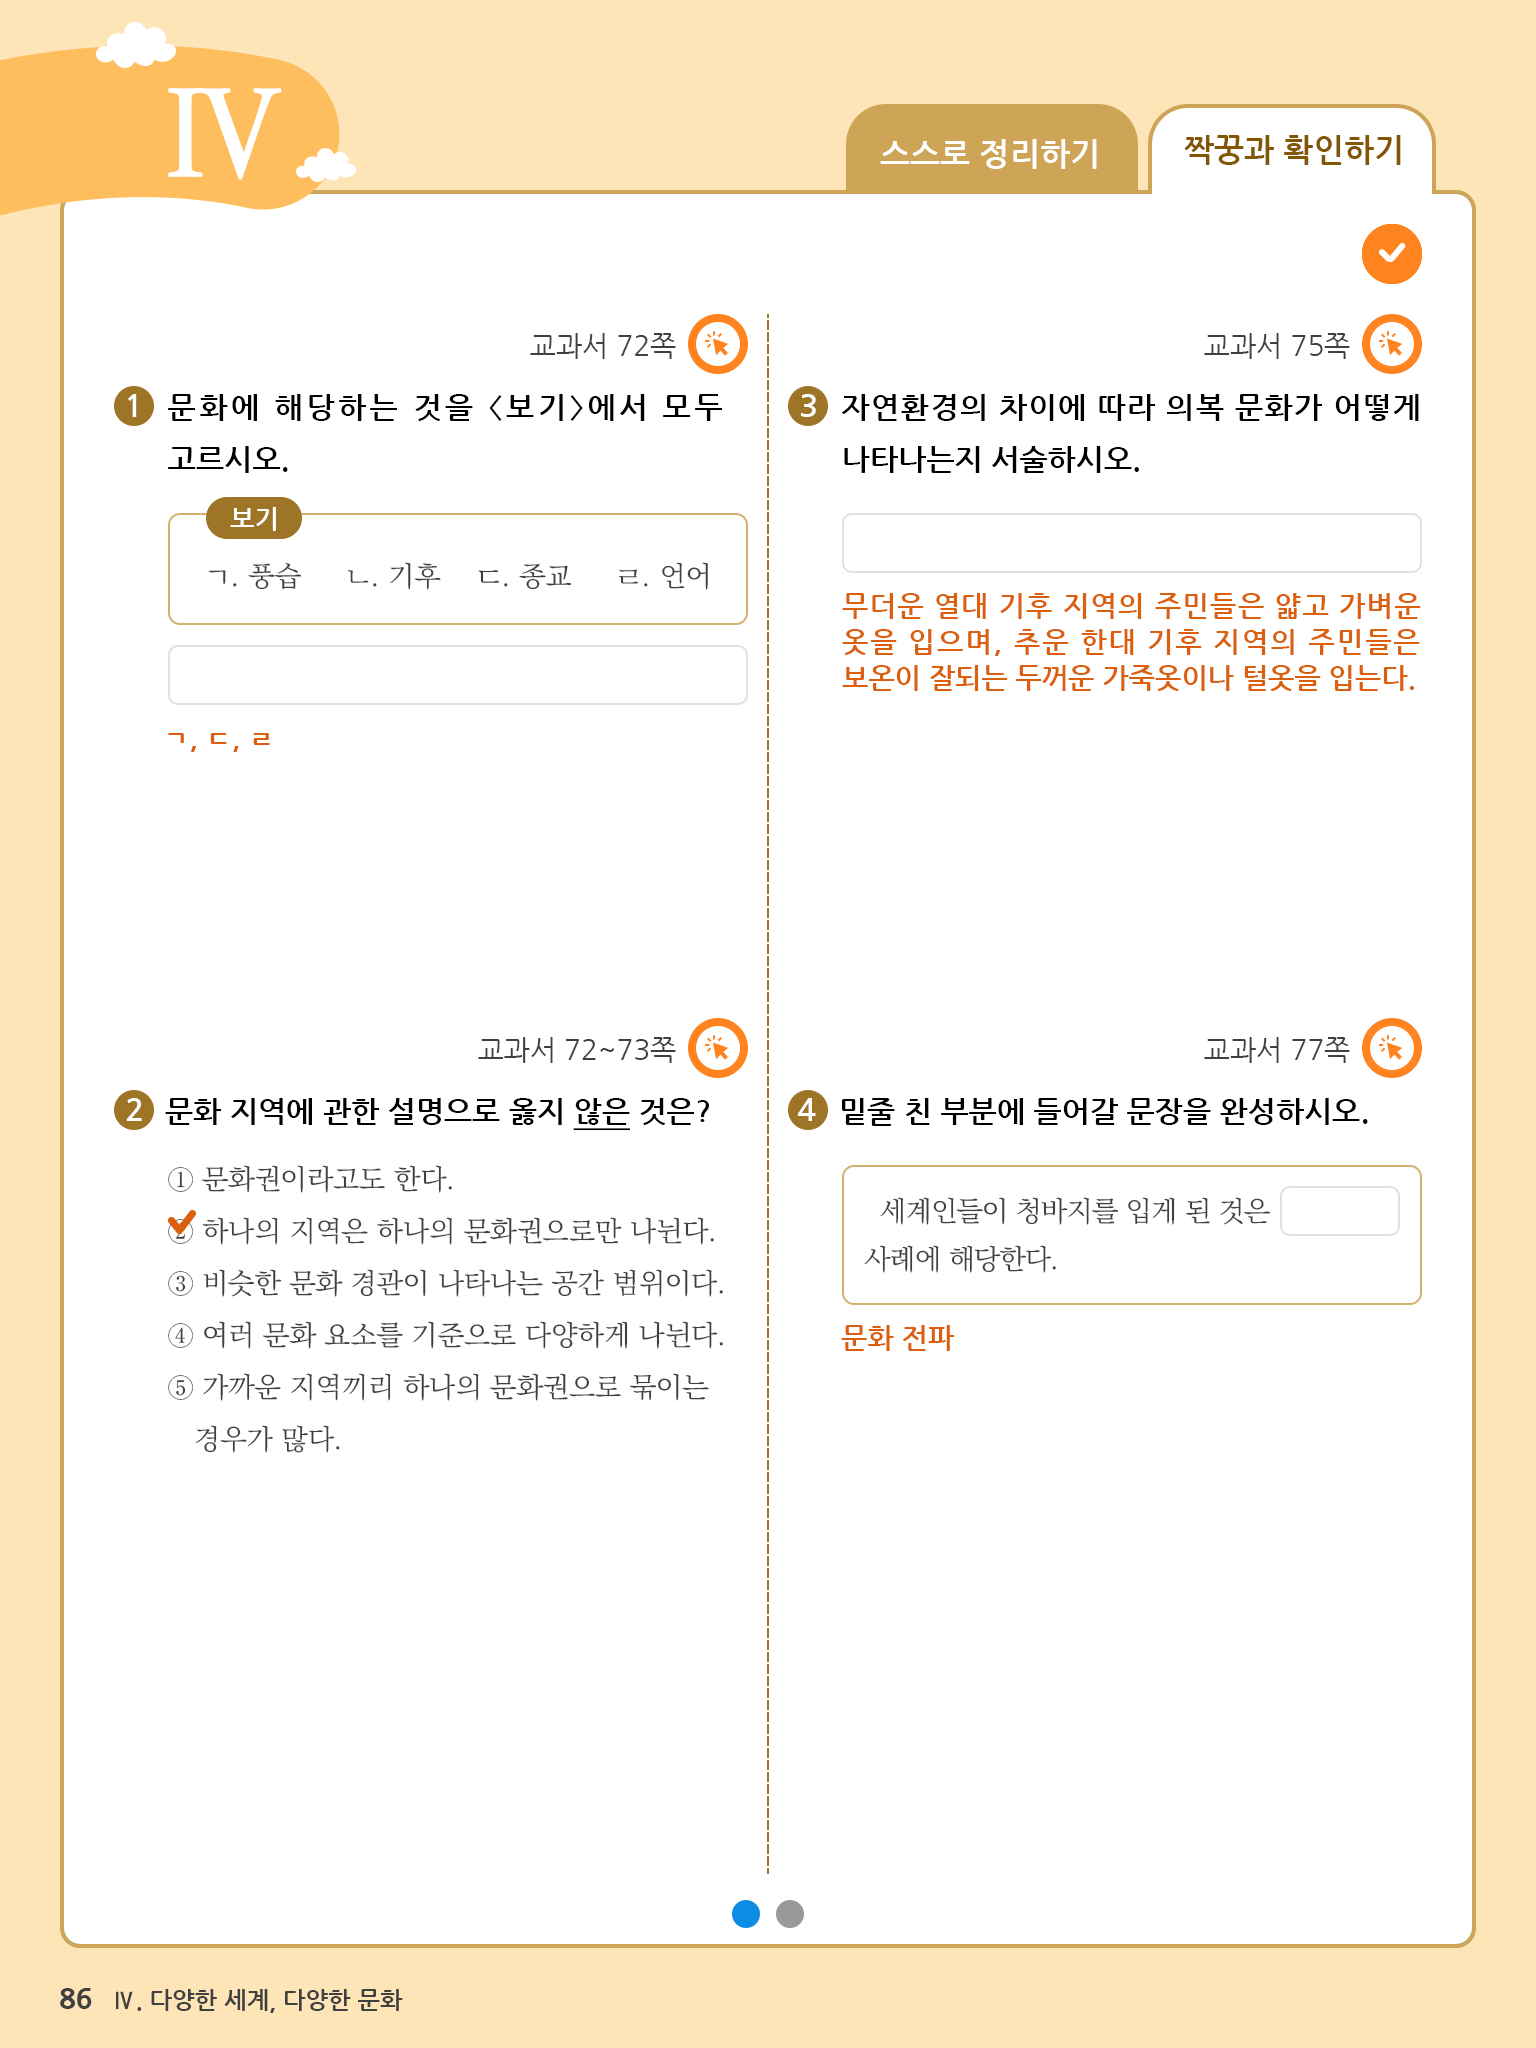 Ⅳ
스스로 정리하기
짝꿍과 확인하기
교과서 72쪽
1 문화에 해당하는 것을 〈보기〉에서 모두
고르시오.
보기
ㄱ. 풍습 ㄴ. 기후 ㄷ. 종교 ㄹ. 언어
ㄱ, ㄷ, ㄹ
교과서 72~73쪽
2 문화 지역에 관한 설명으로 옳지 않은 것은?
① 문화권이라고도 한다.
② 하나의 지역은 하나의 문화권으로만 나뉜다.
③ 비슷한 문화 경관이 나타나는 공간 범위이다.
④ 여러 문화 요소를 기준으로 다양하게 나뉜다.
⑤ 가까운 지역끼리 하나의 문화권으로 묶이는
경우가 많다.
교과서 75쪽
3 자연환경의 차이에 따라 의복 문화가 어떻게
나타나는지 서술하시오.
무더운 열대 기후 지역의 주민들은 얇고 가벼운
옷을 입으며, 추운 한대 기후 지역의 주민들은
보온이 잘되는 두꺼운 가죽옷이나 털옷을 입는다.
교과서 77쪽
4 밑줄 친 부분에 들어갈 문장을 완성하시오.
세계인들이 청바지를 입게 된 것은
사례에 해당한다.
문화 전파
86 Ⅳ. 다양한 세계, 다양한 문화